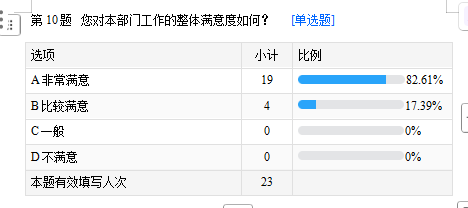 第 10 题 您对本部门工作的整体满意度如何？ [单选题]
选项 小计 比例
A 非常满意 19 82.61%
B 比较满意 4 17.39%
C 一般 0 0%
D 不满意 0 0%
本题有效填写人次 23